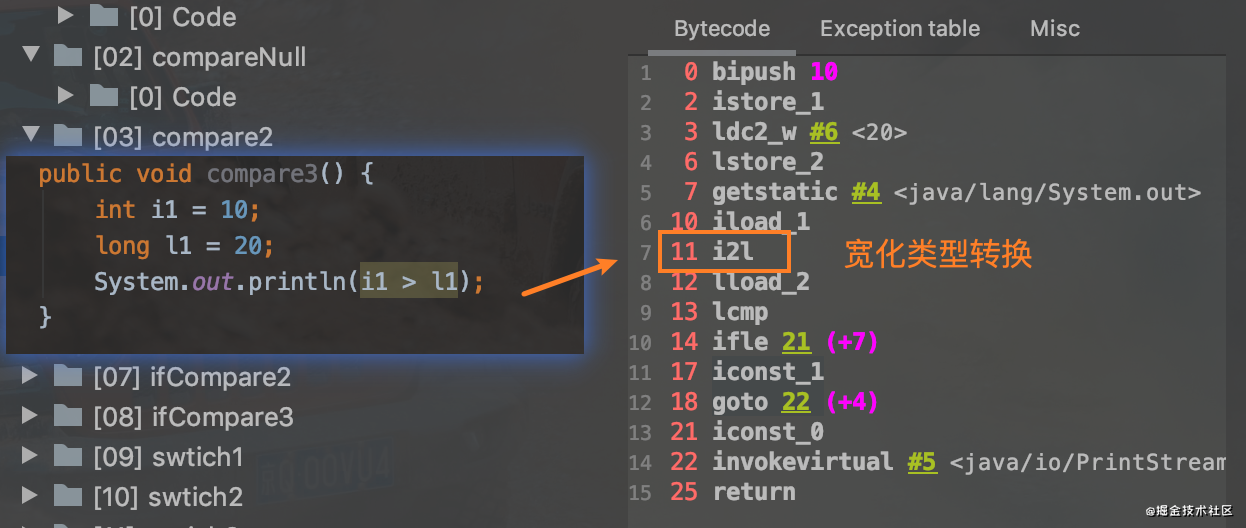 [0] Code
[02] compareNull
[0] Code
[03] compare2
public void compare3() {
int i1 = 10;
long l1 = 20;
System.out.println(i1 > l1);
}
[07] ifCompare2
[08] ifCompare3
[09] swtich1
[10] swtich2
Bytecode Exception table Misc
1 0 bipush 10
2 2 istore_1
3 3 ldc2_w #6 <20>
4 6 lstore_2
5 7 getstatic #4 <java/lang/System.out>
6 10 iload_1
7 11 i2l 宽化类型转换
8 12 lload_2
9 13 lcmp
10 14 ifle 21 (+7)
11 17 iconst_1
12 18 goto 22 (+4)
13 21 iconst_0
14 22 invokevirtual #5 <java/io/PrintStream
15 25 return
@掘金技术社区